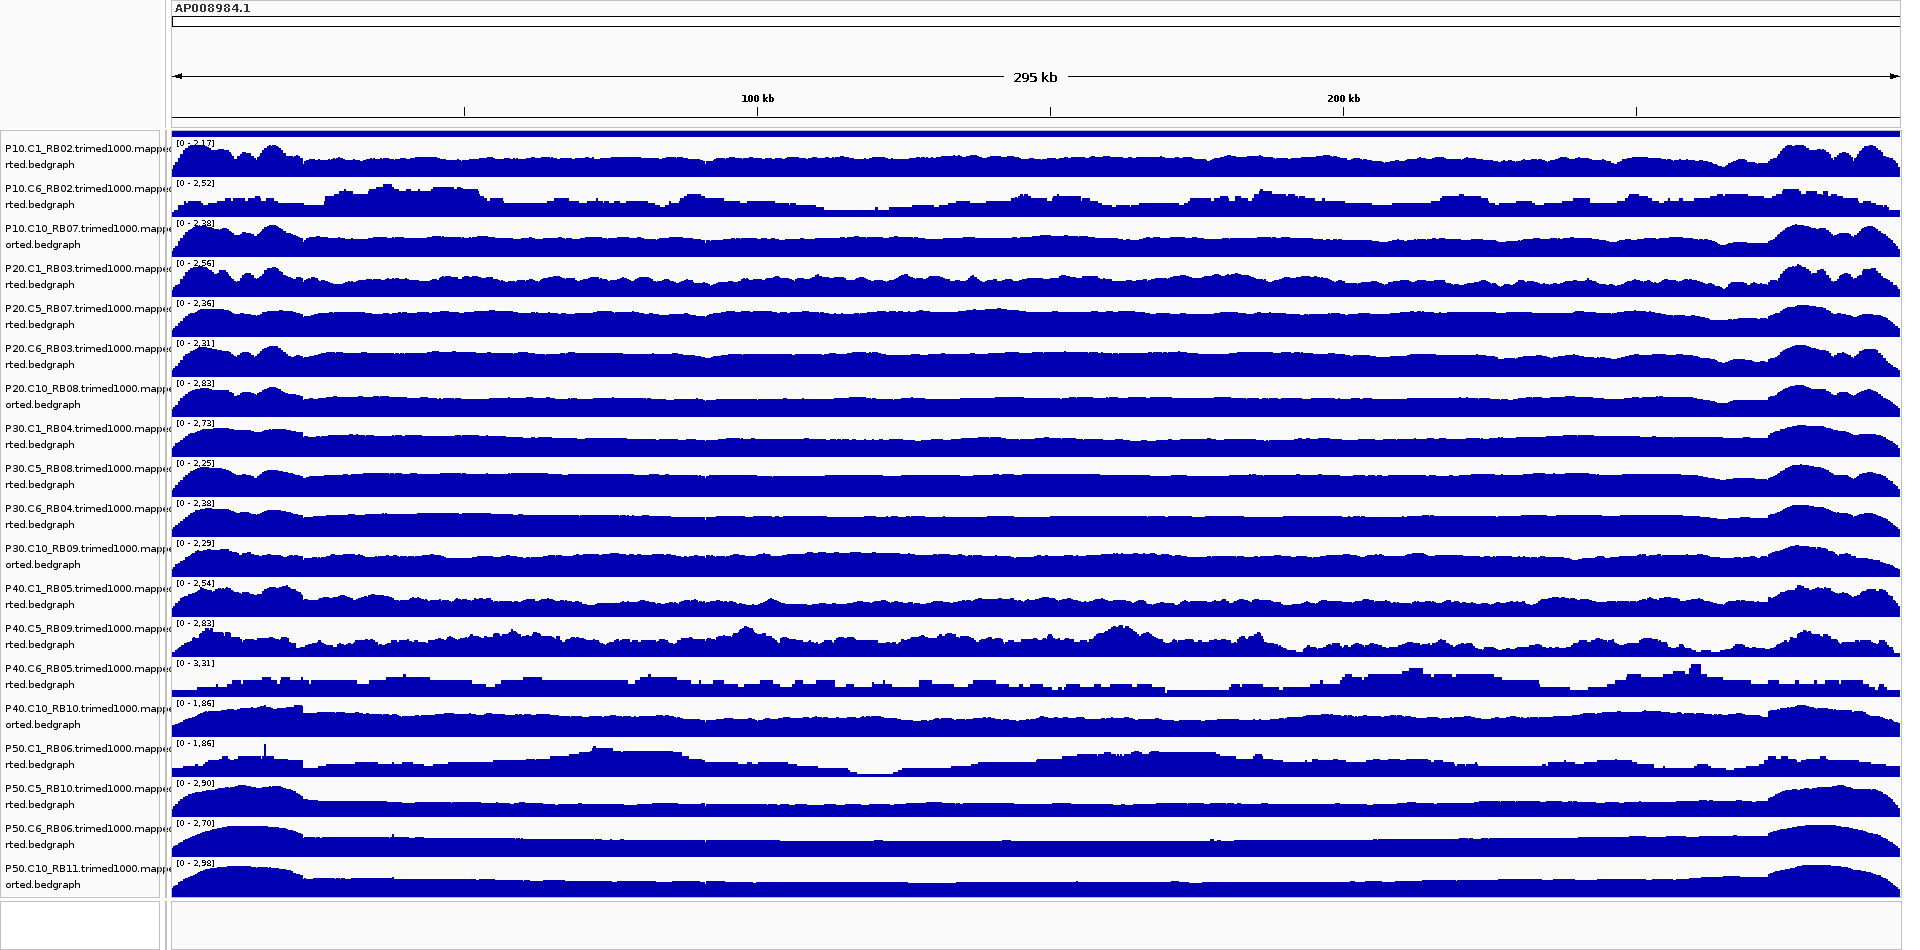 AP008984.1
295 kb
100 kb
200 kb
P10.C1_RB02.trimed1000.mappe
rted.bedgraph
[0 - 2,17]
P10.C6_RB02.trimed1000.mappe
rted.bedgraph
[0 - 2,52]
P10.C10_RB07.trimed1000.mapp
orted.bedgraph
[0 - 2,38]
P20.C1_RB03.trimed1000.mappe
rted.bedgraph
[0 - 2,56]
P20.C5_RB07.trimed1000.mappe
rted.bedgraph
[0 - 2,36]
P20.C6_RB03.trimed1000.mappe
rted.bedgraph
[0 - 2,31]
P20.C10_RB08.trimed1000.mapp
orted.bedgraph
[0 - 2,83]
P30.C1_RB04.trimed1000.mappe
rted.bedgraph
[0 - 2,73]
P30.C5_RB08.trimed1000.mappe
rted.bedgraph
[0 - 2,25]
P30.C6_RB04.trimed1000.mappe
rted.bedgraph
[0 - 2,38]
P30.C10_RB09.trimed1000.mapp
orted.bedgraph
[0 - 2,29]
P40.C1_RB05.trimed1000.mappe
rted.bedgraph
[0 - 2,54]
P40.C5_RB09.trimed1000.mappe
rted.bedgraph
[0 - 2,83]
P40.C6_RB05.trimed1000.mappe
rted.bedgraph
[0 - 3,31]
P40.C10_RB10.trimed1000.mapp
orted.bedgraph
[0 - 1,86]
P50.C1_RB06.trimed1000.mappe
rted.bedgraph
[0 - 1,86]
P50.C5_RB10.trimed1000.mappe
rted.bedgraph
[0 - 2,90]
P50.C6_RB06.trimed1000.mappe
rted.bedgraph
[0 - 2,70]
P50.C10_RB11.trimed1000.mapp
orted.bedgraph
[0 - 2,98]